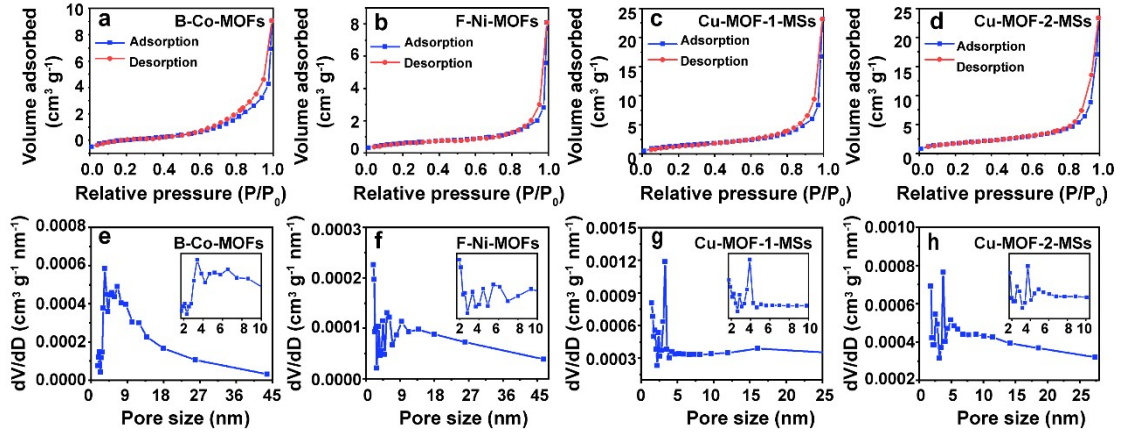 a
B-Co-MOFs
Adsorption
Desorption
Volume adsorbed
(cm³ g⁻¹)
10
8
6
4
2
0
0.0 0.2 0.4 0.6 0.8 1.0
Relative pressure (P/P₀)
b
F-Ni-MOFs
Adsorption
Desorption
Volume adsorbed
(cm³ g⁻¹)
8
6
4
2
0
0.0 0.2 0.4 0.6 0.8 1.0
Relative pressure (P/P₀)
c
Cu-MOF-1-MSs
Adsorption
Desorption
Volume adsorbed
(cm³ g⁻¹)
25
20
15
10
5
0
0.0 0.2 0.4 0.6 0.8 1.0
Relative pressure (P/P₀)
d
Cu-MOF-2-MSs
Adsorption
Desorption
Volume adsorbed
(cm³ g⁻¹)
25
20
15
10
5
0
0.0 0.2 0.4 0.6 0.8 1.0
Relative pressure (P/P₀)
e
B-Co-MOFs
dV/dD (cm³ g⁻¹ nm⁻¹)
0.0008
0.0006
0.0004
0.0002
0.0000
2 4 6 8 10
0 9 18 27 36 45
Pore size (nm)
f
F-Ni-MOFs
dV/dD (cm³ g⁻¹ nm⁻¹)
0.0003
0.0002
0.0001
0.0000
2 4 6 8 10
0 9 18 27 36 45
Pore size (nm)
g
Cu-MOF-1-MSs
dV/dD (cm³ g⁻¹ nm⁻¹)
0.0015
0.0012
0.0009
0.0006
0.0003
2 4 6 8 10
0 5 10 15 20 25
Pore size (nm)
h
Cu-MOF-2-MSs
dV/dD (cm³ g⁻¹ nm⁻¹)
0.0010
0.0008
0.0006
0.0004
0.0002
2 4 6 8 10
0 5 10 15 20 25
Pore size (nm)